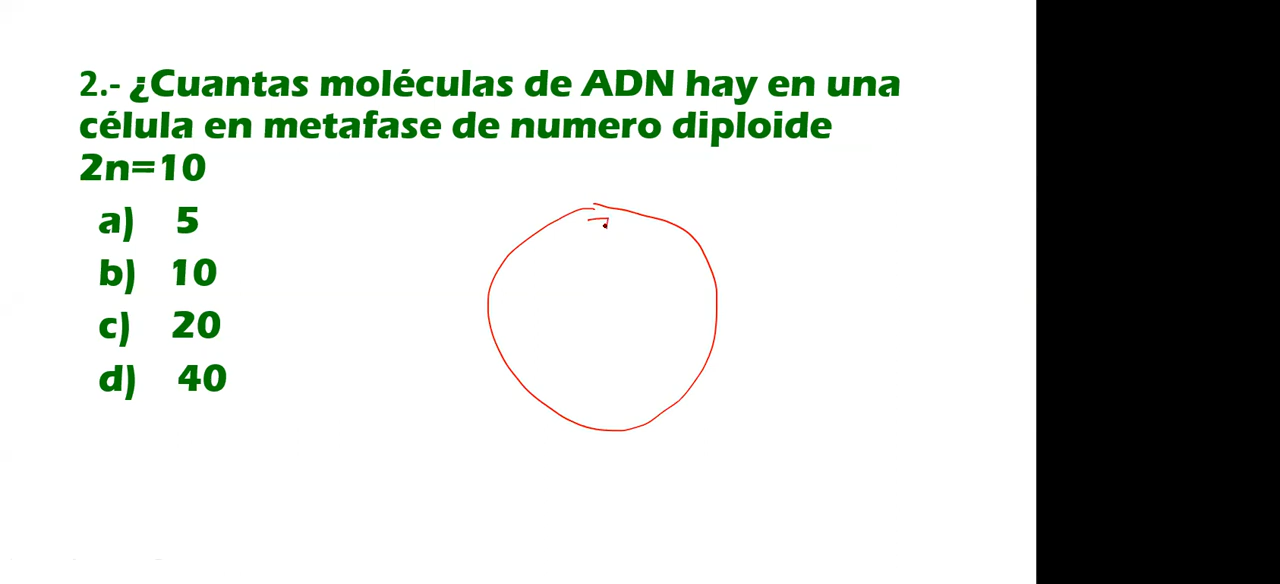 2.- ¿Cuantas moléculas de ADN hay en una
célula en metafase de numero diploide
2n=10
a) 5
b) 10
c) 20
d) 40